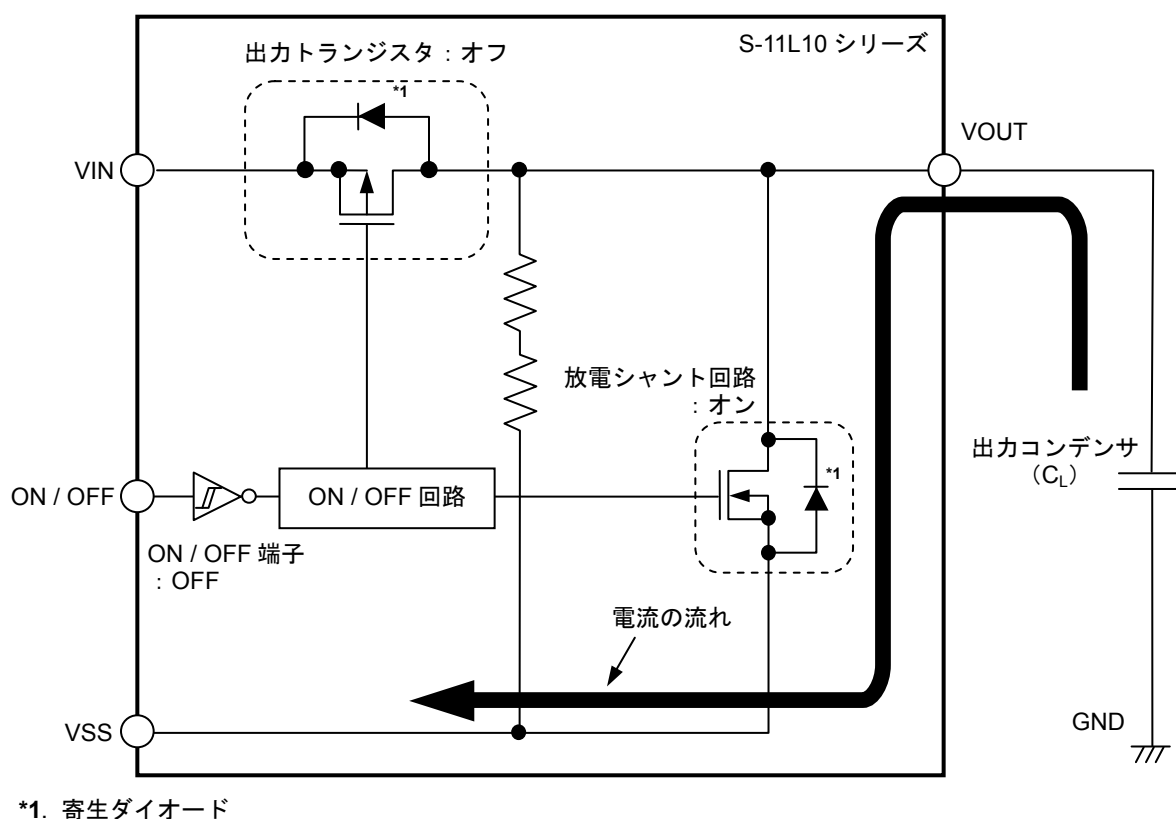 S-11L10 シリーズ
出力トランジスタ：オフ
*1
VOUT
VIN
放電シャント回路
：オン
*1
出力コンデンサ
（CL）
ON / OFF
ON / OFF 回路
ON / OFF 端子
：OFF
電流の流れ
GND
VSS
*1. 寄生ダイオード